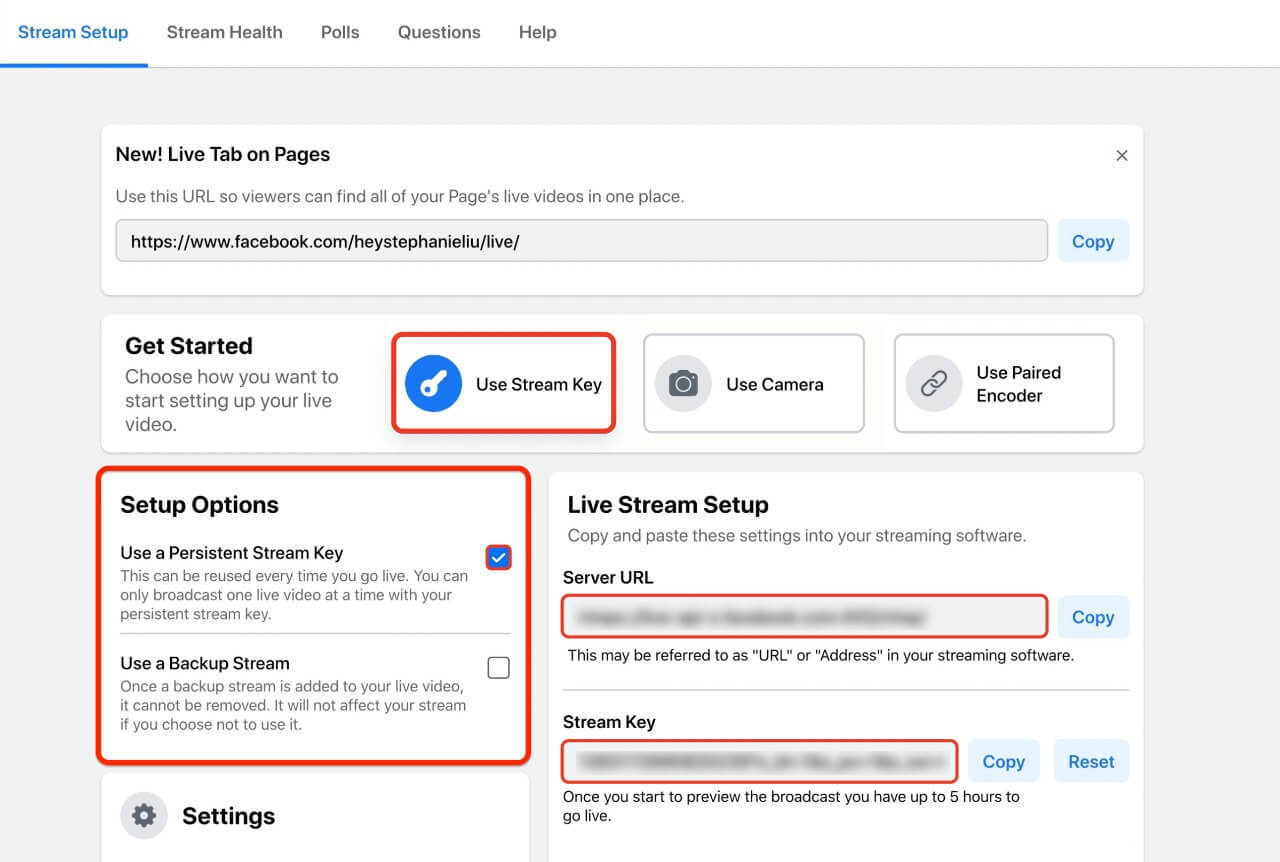 Stream Setup Stream Health Polls Questions Help
New! Live Tab on Pages
Use this URL so viewers can find all of your Page's live videos in one place.
https://www.facebook.com/heystephanieliu/live/ Copy
Get Started
Choose how you want to
start setting up your live
video.
Use Stream Key
Use Camera
Use Paired
Encoder
Setup Options
Use a Persistent Stream Key
This can be reused every time you go live. You can
only broadcast one live video at a time with your
persistent stream key.
Use a Backup Stream
Once a backup stream is added to your live video,
it cannot be removed. It will not affect your stream
if you choose not to use it.
Settings
Live Stream Setup
Copy and paste these settings into your streaming software.
Server URL
Copy
This may be referred to as "URL" or "Address" in your streaming software.
Stream Key
Copy Reset
Once you start to preview the broadcast you have up to 5 hours to
go live.